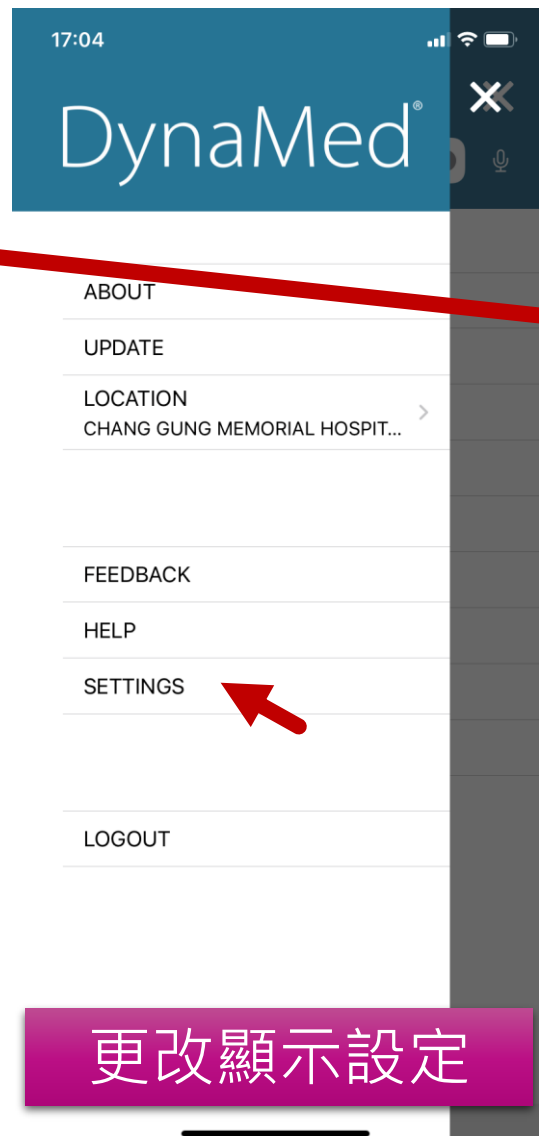 17:04
DynaMed®
ABOUT
UPDATE
LOCATION
CHANG GUNG MEMORIAL HOSPIT...
FEEDBACK
HELP
SETTINGS
LOGOUT
更改顯示設定